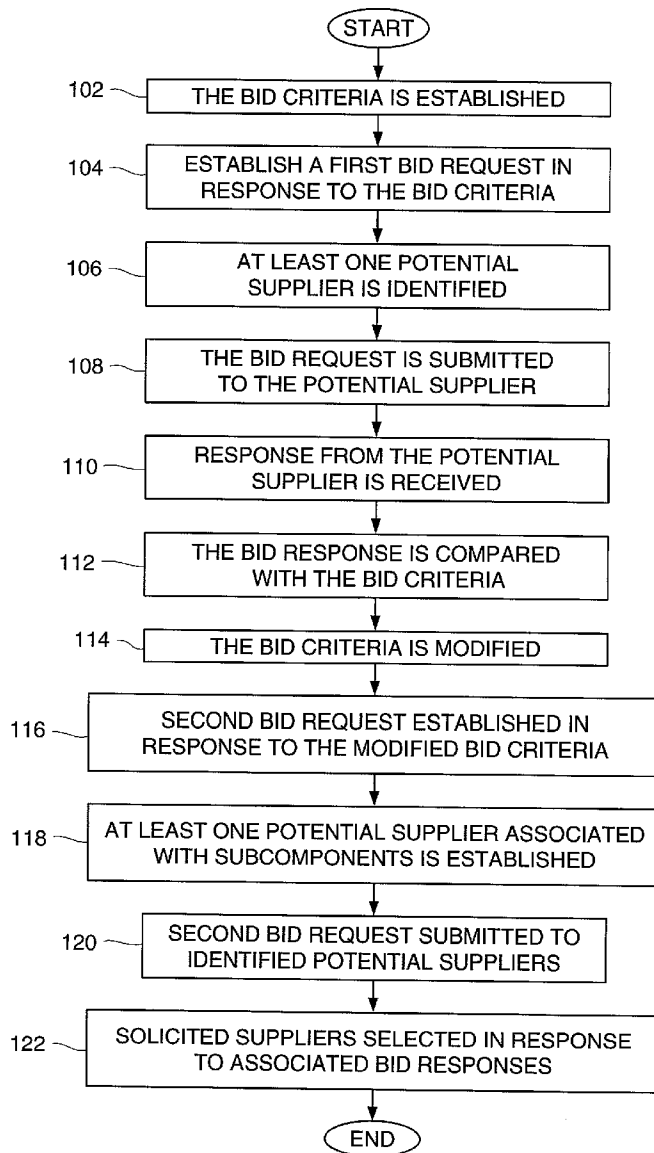 START
102
THE BID CRITERIA IS ESTABLISHED
104
ESTABLISH A FIRST BID REQUEST IN
RESPONSE TO THE BID CRITERIA
106
AT LEAST ONE POTENTIAL
SUPPLIER IS IDENTIFIED
108
THE BID REQUEST IS SUBMITTED
TO THE POTENTIAL SUPPLIER
110
RESPONSE FROM THE POTENTIAL
SUPPLIER IS RECEIVED
112
THE BID RESPONSE IS COMPARED
WITH THE BID CRITERIA
114
THE BID CRITERIA IS MODIFIED
116
SECOND BID REQUEST ESTABLISHED IN
RESPONSE TO THE MODIFIED BID CRITERIA
118
AT LEAST ONE POTENTIAL SUPPLIER ASSOCIATED
WITH SUBCOMPONENTS IS ESTABLISHED
120
SECOND BID REQUEST SUBMITTED TO
IDENTIFIED POTENTIAL SUPPLIERS
122
SOLICITED SUPPLIERS SELECTED IN RESPONSE
TO ASSOCIATED BID RESPONSES
END